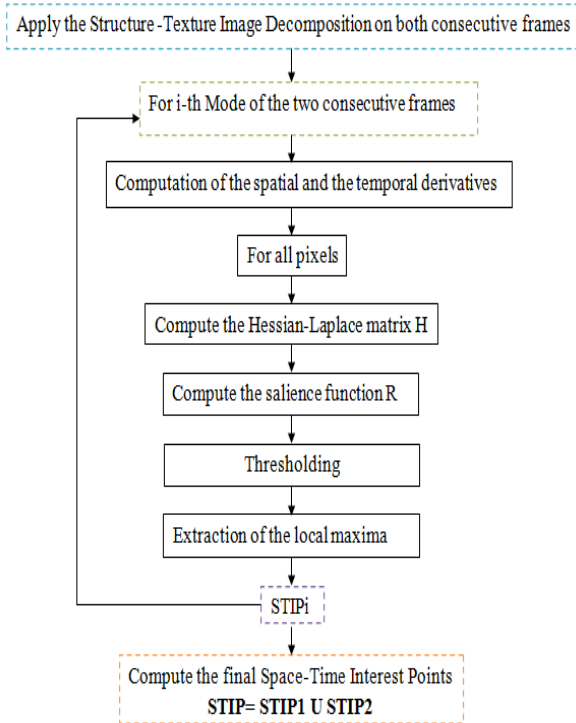 Apply the Structure -Texture Image Decomposition on both consecutive frames
For i-th Mode of the two consecutive frames
Computation of the spatial and the temporal derivatives
For all pixels
Compute the Hessian-Laplace matrix H
Compute the salience function R
Thresholding
Extraction of the local maxima
STIPi
Compute the final Space-Time Interest Points
STIP= STIP1 U STIP2